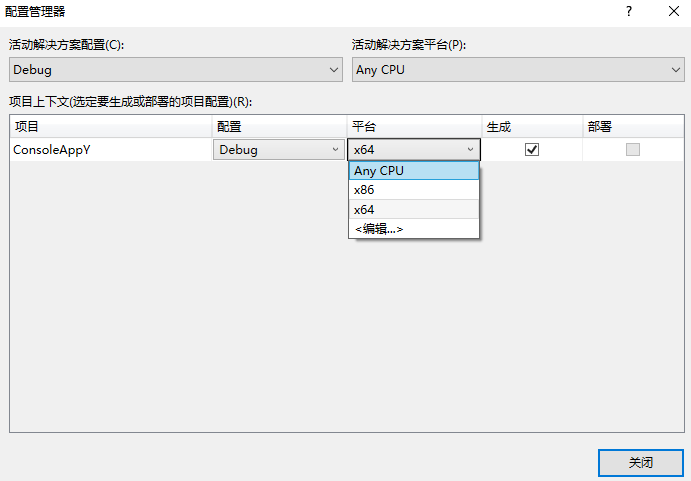 配置管理器
?
活动解决方案配置(C):
活动解决方案平台(P):
Debug
Any CPU
项目上下文(选定要生成或部署的项目配置)(R):
项目 配置 平台 生成 部署
ConsoleAppY Debug x64
Any CPU
x86
x64
<编辑...>
关闭